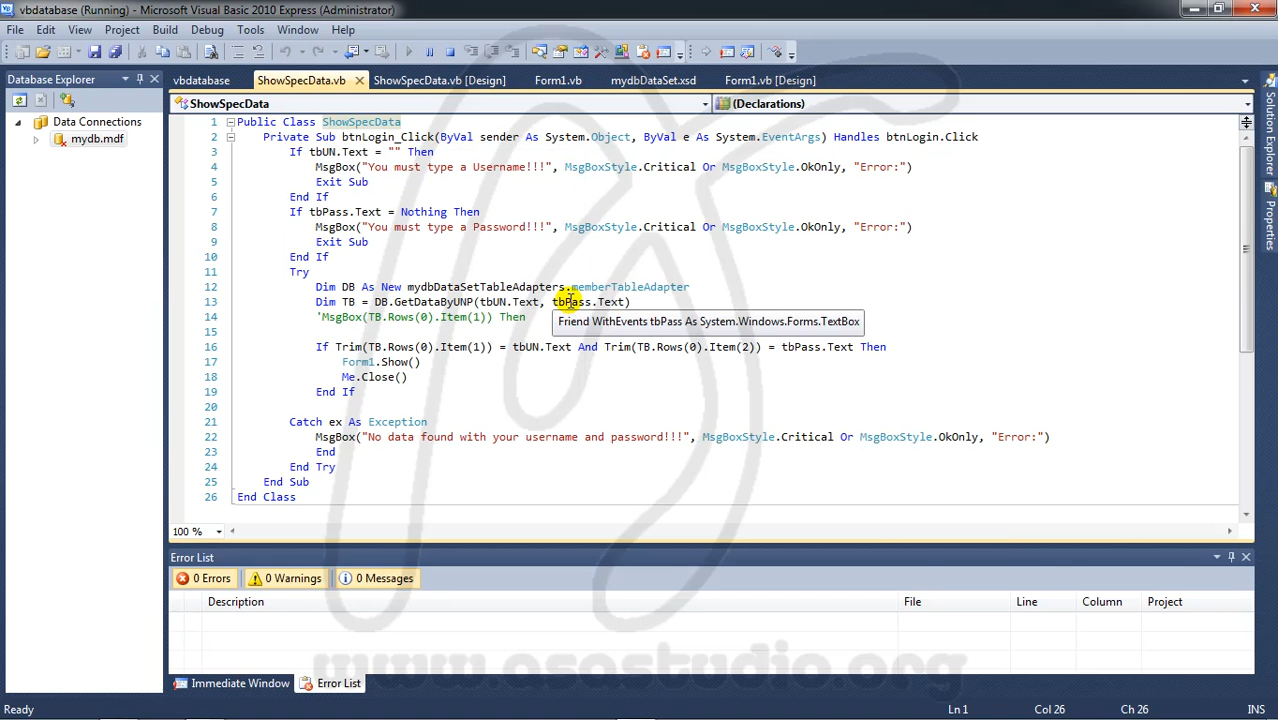 vbdatabase (Running) - Microsoft Visual Basic 2010 Express (Administrator)
File Edit View Project Build Debug Tools Window Help
Database Explorer
vbdatabase ShowSpecData.vb ShowSpecData.vb [Design] Form1.vb mydbDataSet.xsd Form1.vb [Design]
Data Connections
mydb.mdf
ShowSpecData (Declarations)
Solution Explorer
Properties
1 Public Class ShowSpecData
2 Private Sub btnLogin_Click(ByVal sender As System.Object, ByVal e As System.EventArgs) Handles btnLogin.Click
3 If tbUN.Text = "" Then
4 MsgBox("You must type a Username!!!", MsgBoxStyle.Critical Or MsgBoxStyle.OkOnly, "Error:")
5 Exit Sub
6 End If
7 If tbPass.Text = Nothing Then
8 MsgBox("You must type a Password!!!", MsgBoxStyle.Critical Or MsgBoxStyle.OkOnly, "Error:")
9 Exit Sub
10 End If
11 Try
12 Dim DB As New mydbDataSetTableAdapters.memberTableAdapter
13 Dim TB = DB.GetDataByUNP(tbUN.Text, tbPass.Text)
14 'MsgBox(TB.Rows(0).Item(1)) Then
Friend WithEvents tbPass As System.Windows.Forms.TextBox
15
16 If Trim(TB.Rows(0).Item(1)) = tbUN.Text And Trim(TB.Rows(0).Item(2)) = tbPass.Text Then
17 Form1.Show()
18 Me.Close()
19 End If
20
21 Catch ex As Exception
22 MsgBox("No data found with your username and password!!!", MsgBoxStyle.Critical Or MsgBoxStyle.OkOnly, "Error:")
23 End
24 End Try
25 End Sub
26 End Class
100 %
Error List
0 Errors 0 Warnings 0 Messages
Description File Line Column Project
www.asastudio.org
Immediate Window Error List
Ready Ln 1 Col 26 Ch 26 INS